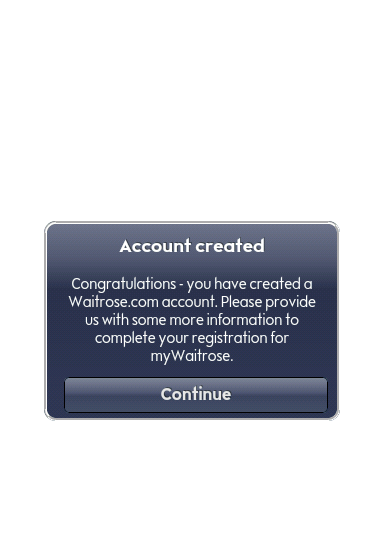 Account created
Congratulations - you have created a
Waitrose.com account. Please provide
us with some more information to
complete your registration for
myWaitrose.
Continue